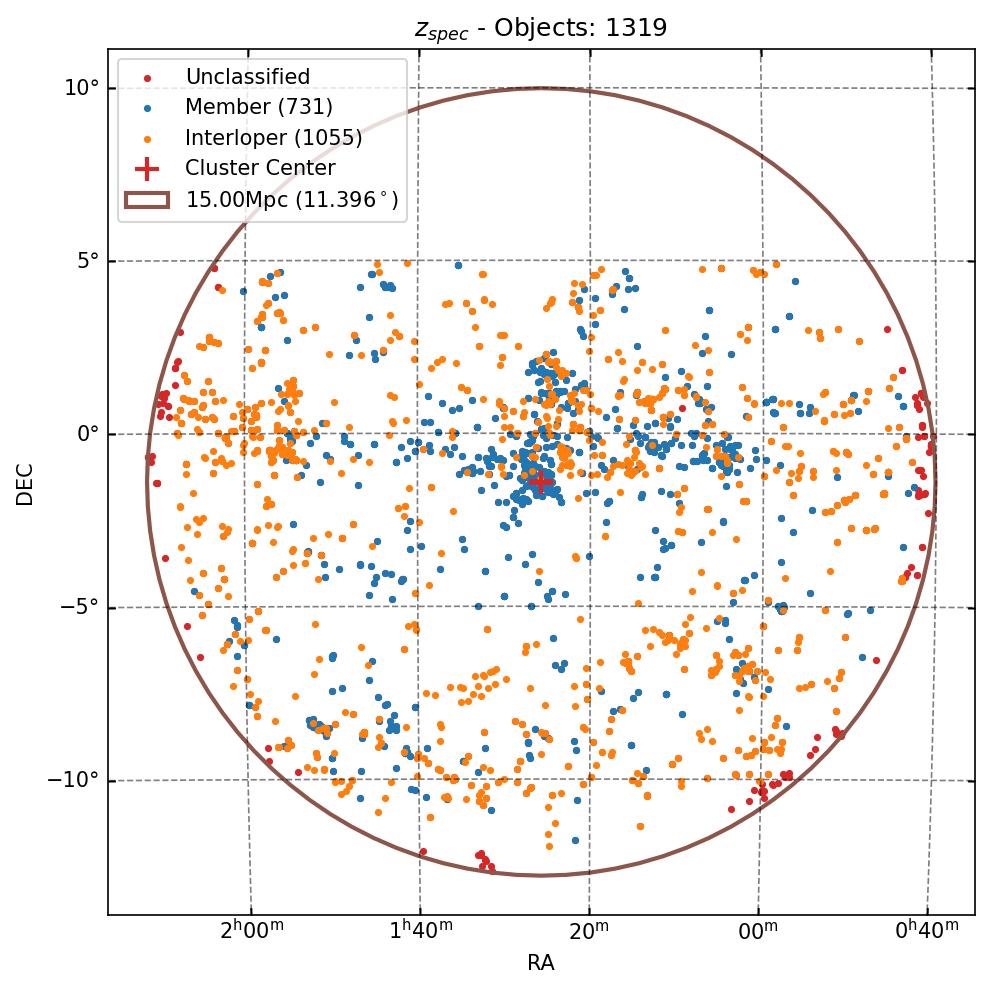 z_spec - Objects: 1319
Unclassified
Member (731)
Interloper (1055)
Cluster Center
15.00Mpc (11.396°)
10°
5°
0°
−5°
−10°
DEC
2ʰ00ᵐ
1ʰ40ᵐ
20ᵐ
00ᵐ
0ʰ40ᵐ
RA